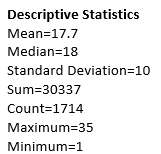 Descriptive Statistics
Mean=17.7
Median=18
Standard Deviation=10
Sum=30337
Count=1714
Maximum=35
Minimum=1